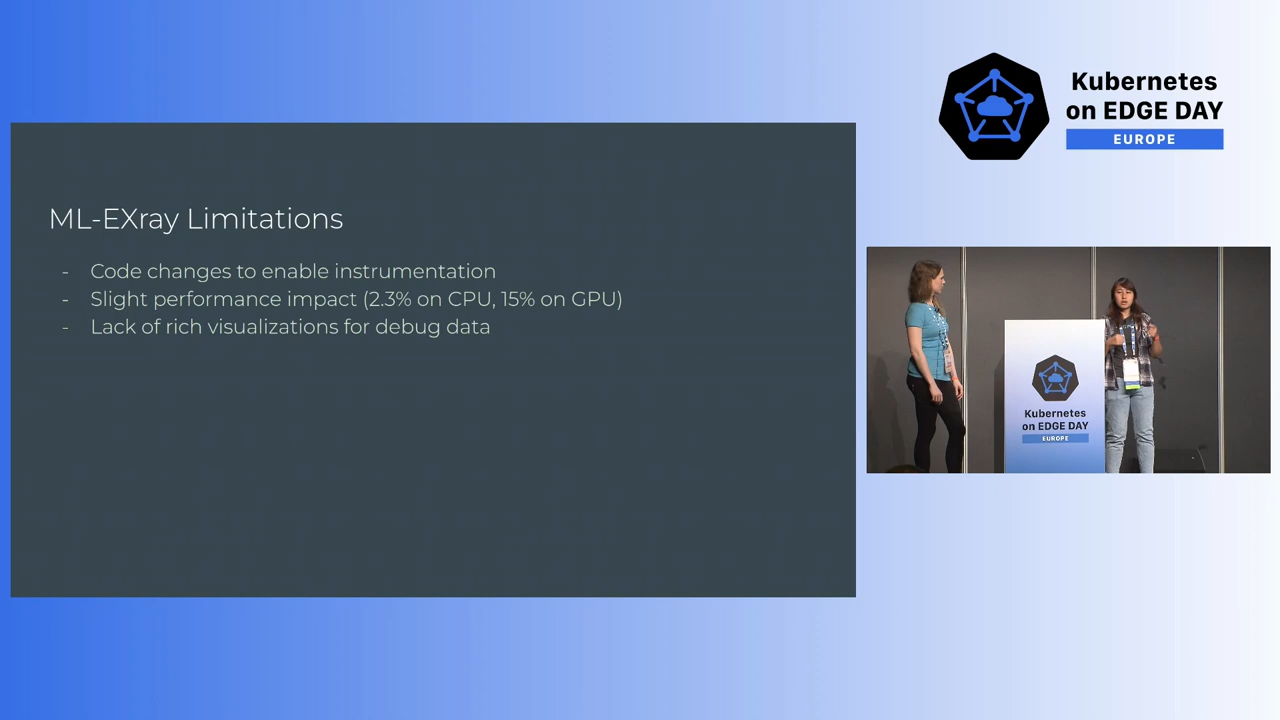 Kubernetes
on EDGE DAY
EUROPE
ML-EXray Limitations
- Code changes to enable instrumentation
- Slight performance impact (2.3% on CPU, 15% on GPU)
- Lack of rich visualizations for debug data
Kubernetes
on EDGE DAY
EUROPE